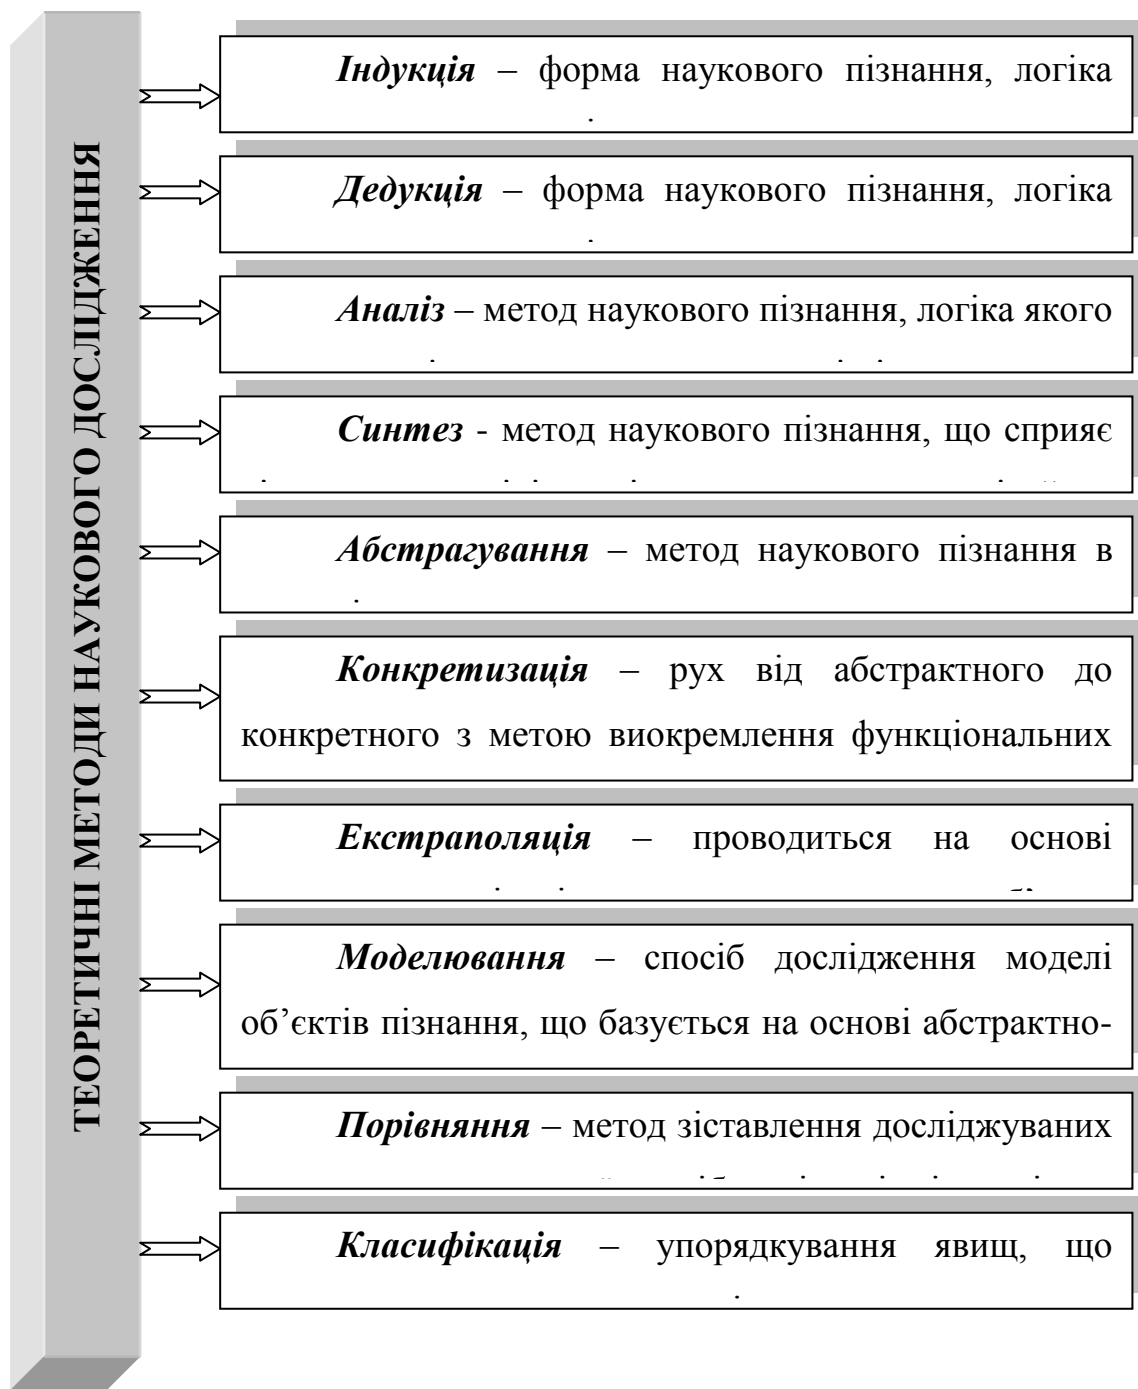 ТЕОРЕТИЧНІ МЕТОДИ НАУКОВОГО ДОСЛІДЖЕННЯ
Індукція – форма наукового пізнання, логіка
Дедукція – форма наукового пізнання, логіка
Аналіз – метод наукового пізнання, логіка якого
Синтез - метод наукового пізнання, що сприяє
Абстрагування – метод наукового пізнання в
Конкретизація – рух від абстрактного до
конкретного з метою виокремлення функціональних
Екстраполяція – проводиться на основі
Моделювання – спосіб дослідження моделі
об’єктів пізнання, що базується на основі абстрактно-
Порівняння – метод зіставлення досліджуваних
Класифікація – упорядкування явищ, що